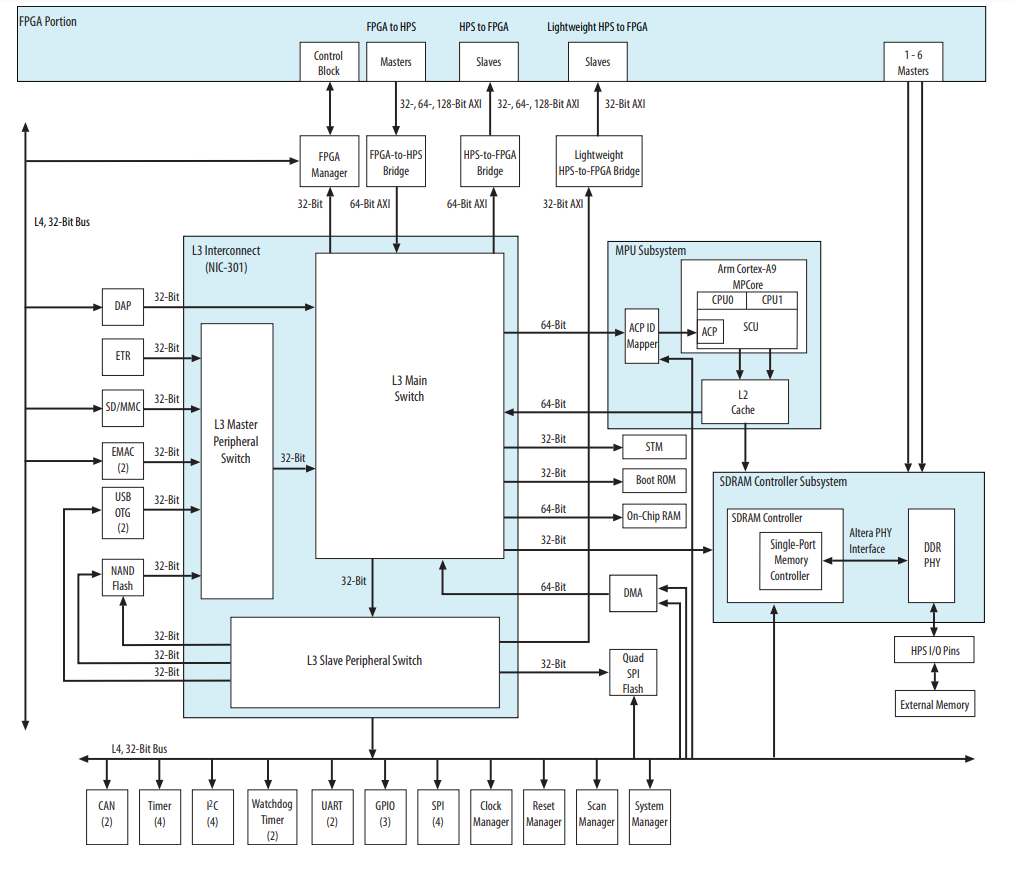 FPGA Portion
FPGA to HPS
HPS to FPGA
Lightweight HPS to FPGA
Control
Block
Masters
Slaves
Slaves
1 - 6
Masters
32-, 64-, 128-Bit AXI
32-, 64-, 128-Bit AXI
32-Bit AXI
FPGA
Manager
FPGA-to-HPS
Bridge
HPS-to-FPGA
Bridge
Lightweight
HPS-to-FPGA Bridge
32-Bit
64-Bit AXI
64-Bit AXI
32-Bit AXI
L4, 32-Bit Bus
L3 Interconnect
(NIC-301)
MPU Subsystem
Arm Cortex-A9
MPCore
CPU0
CPU1
ACP
SCU
ACP ID
Mapper
L2
Cache
DAP
32-Bit
ETR
32-Bit
SD/MMC
32-Bit
EMAC
(2)
32-Bit
USB
OTG
(2)
32-Bit
NAND
Flash
32-Bit
L3 Master
Peripheral
Switch
32-Bit
L3 Main
Switch
64-Bit
64-Bit
32-Bit
STM
32-Bit
Boot ROM
64-Bit
On-Chip RAM
32-Bit
64-Bit
DMA
32-Bit
SDRAM Controller Subsystem
SDRAM Controller
Single-Port
Memory
Controller
Altera PHY
Interface
DDR
PHY
HPS I/O Pins
External Memory
32-Bit
32-Bit
32-Bit
L3 Slave Peripheral Switch
32-Bit
Quad
SPI
Flash
L4, 32-Bit Bus
CAN
(2)
Timer
(4)
I²C
(4)
Watchdog
Timer
(2)
UART
(2)
GPIO
(3)
SPI
(4)
Clock
Manager
Reset
Manager
Scan
Manager
System
Manager